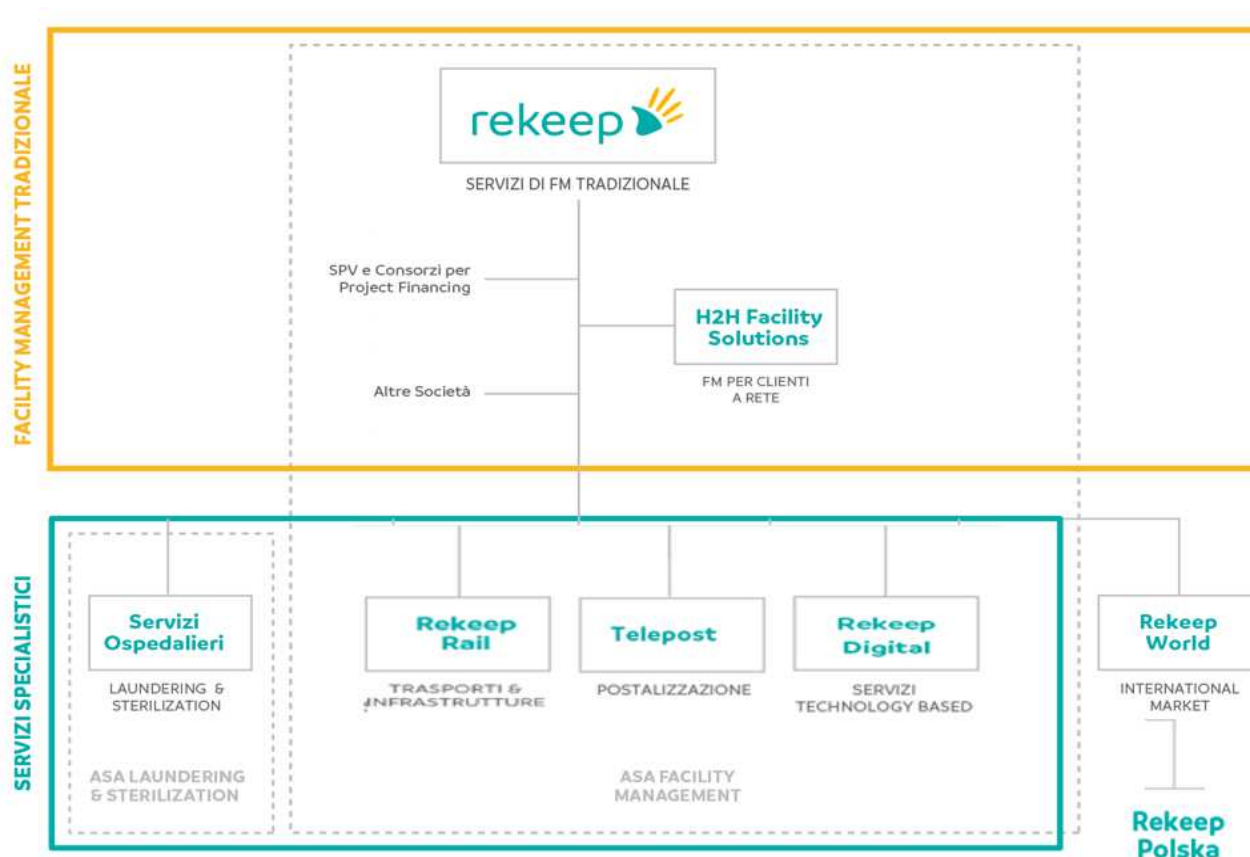 FACILITY MANAGEMENT TRADIZIONALE
rekeep
SERVIZI DI FM TRADIZIONALE
SPV e Consorzi per
Project Financing
H2H Facility
Solutions
FM PER CLIENTI
A RETE
Altre Società
SERVIZI SPECIALISTICI
Servizi
Ospedalieri
LAUNDERING &
STERILIZATION
ASA LAUNDERING
& STERILIZATION
Rekeep
Rail
TRASPORTI &
INFRASTRUTTURE
Telepost
POSTALIZZAZIONE
Rekeep
Digital
SERVIZI
TECHNOLOGY BASED
ASA FACILITY
MANAGEMENT
Rekeep
World
INTERNATIONAL
MARKET
Rekeep
Polska